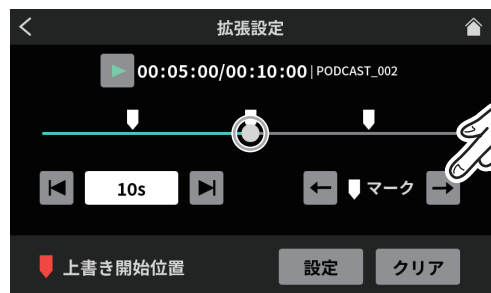 拡張設定
00:05:00/00:10:00 | PODCAST_002
10s
マーク
上書き開始位置
設定
クリア